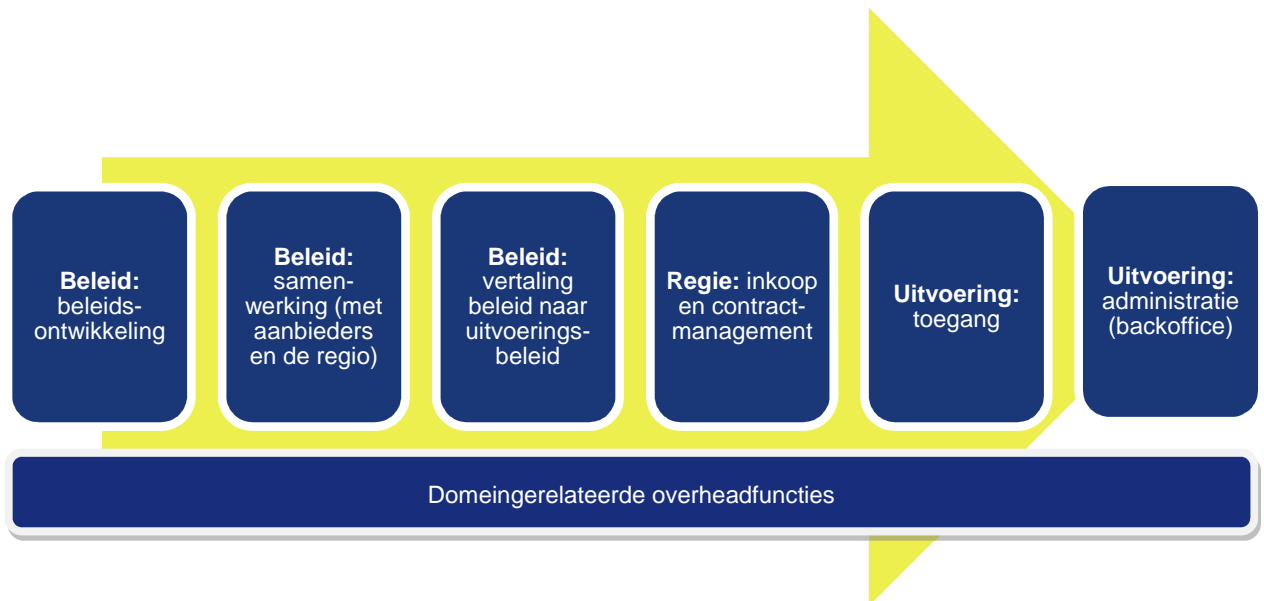 Beleid:
beleids-
ontwikkeling
Beleid:
samen-
werking (met
aanbieders
en de regio)
Beleid:
vertaling
beleid naar
uitvoerings-
beleid
Regie: inkoop
en contract-
management
Uitvoering:
toegang
Uitvoering:
administratie
(backoffice)
Domeingerelateerde overheadfuncties